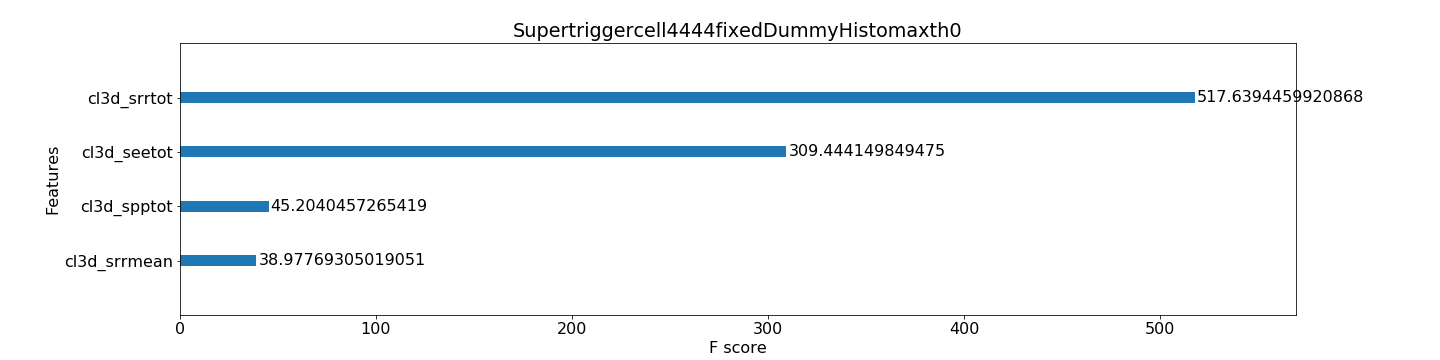 Supertriggercell4444fixedDummyHistomaxth0
cl3d_srrtot
517.6394459920868
cl3d_seetot
309.444149849475
Features
cl3d_spptot
45.2040457265419
cl3d_srrmean
38.97769305019051
0 100 200 300 400 500
F score